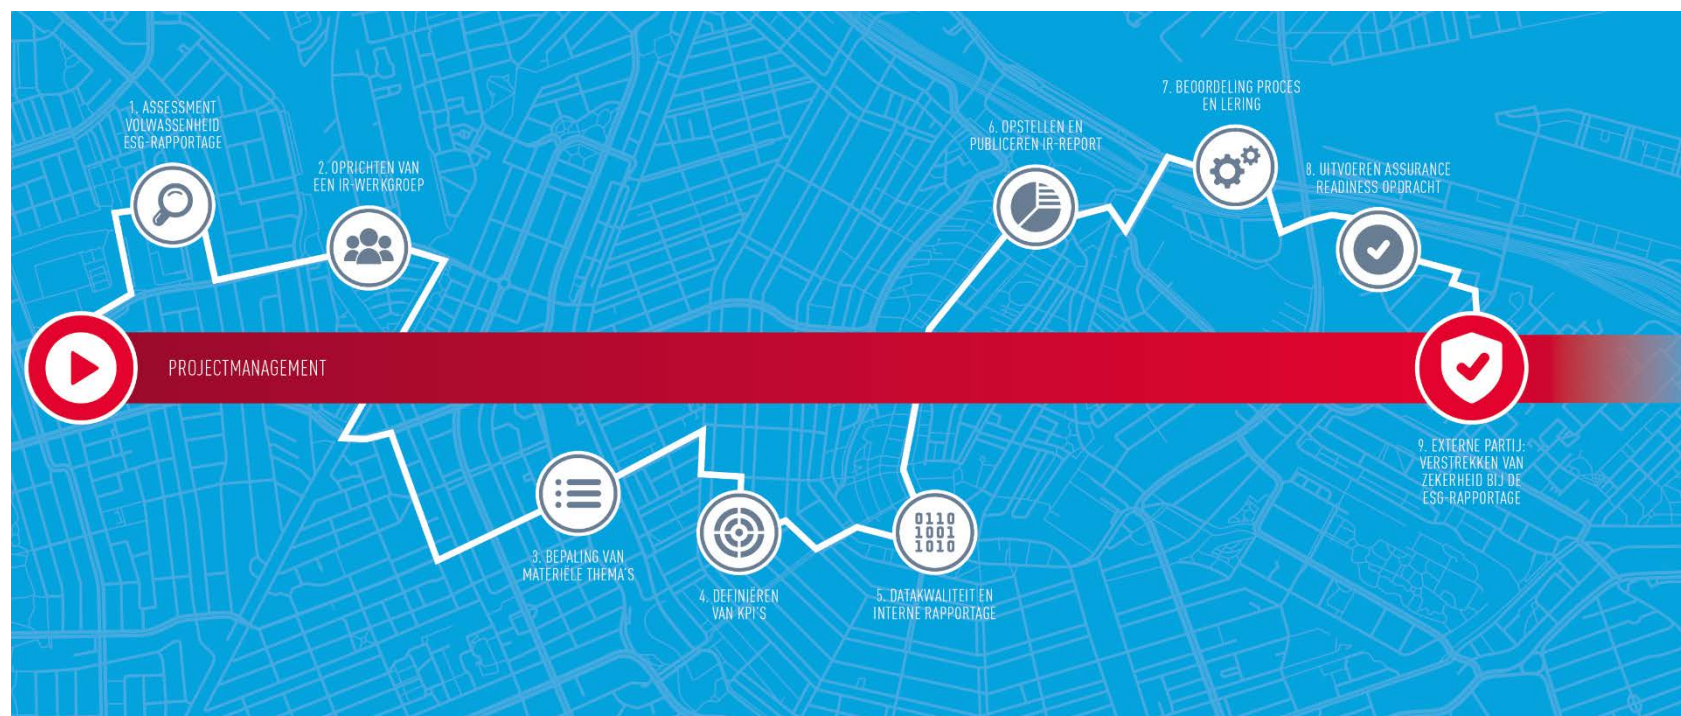 1. ASSESSMENT
VOLWASSENHEID
ESG-RAPPORTAGE
2. OPRICHTEN VAN
EEN IR-WERKGROEP
PROJECTMANAGEMENT
3. BEPALING VAN
MATERIËLE THEMA'S
4. DEFINIËREN
VAN KPI'S
0110
1001
1010
5. DATAKWALITEIT EN
INTERNE RAPPORTAGE
6. OPSTELLEN EN
PUBLICEREN IR-REPORT
7. BEOORDELING PROCES
EN LERING
8. UITVOEREN ASSURANCE
READINESS OPDRACHT
9. EXTERNE PARTIJ:
VERSTREKKEN VAN
ZEKERHEID BIJ DE
ESG-RAPPORTAGE